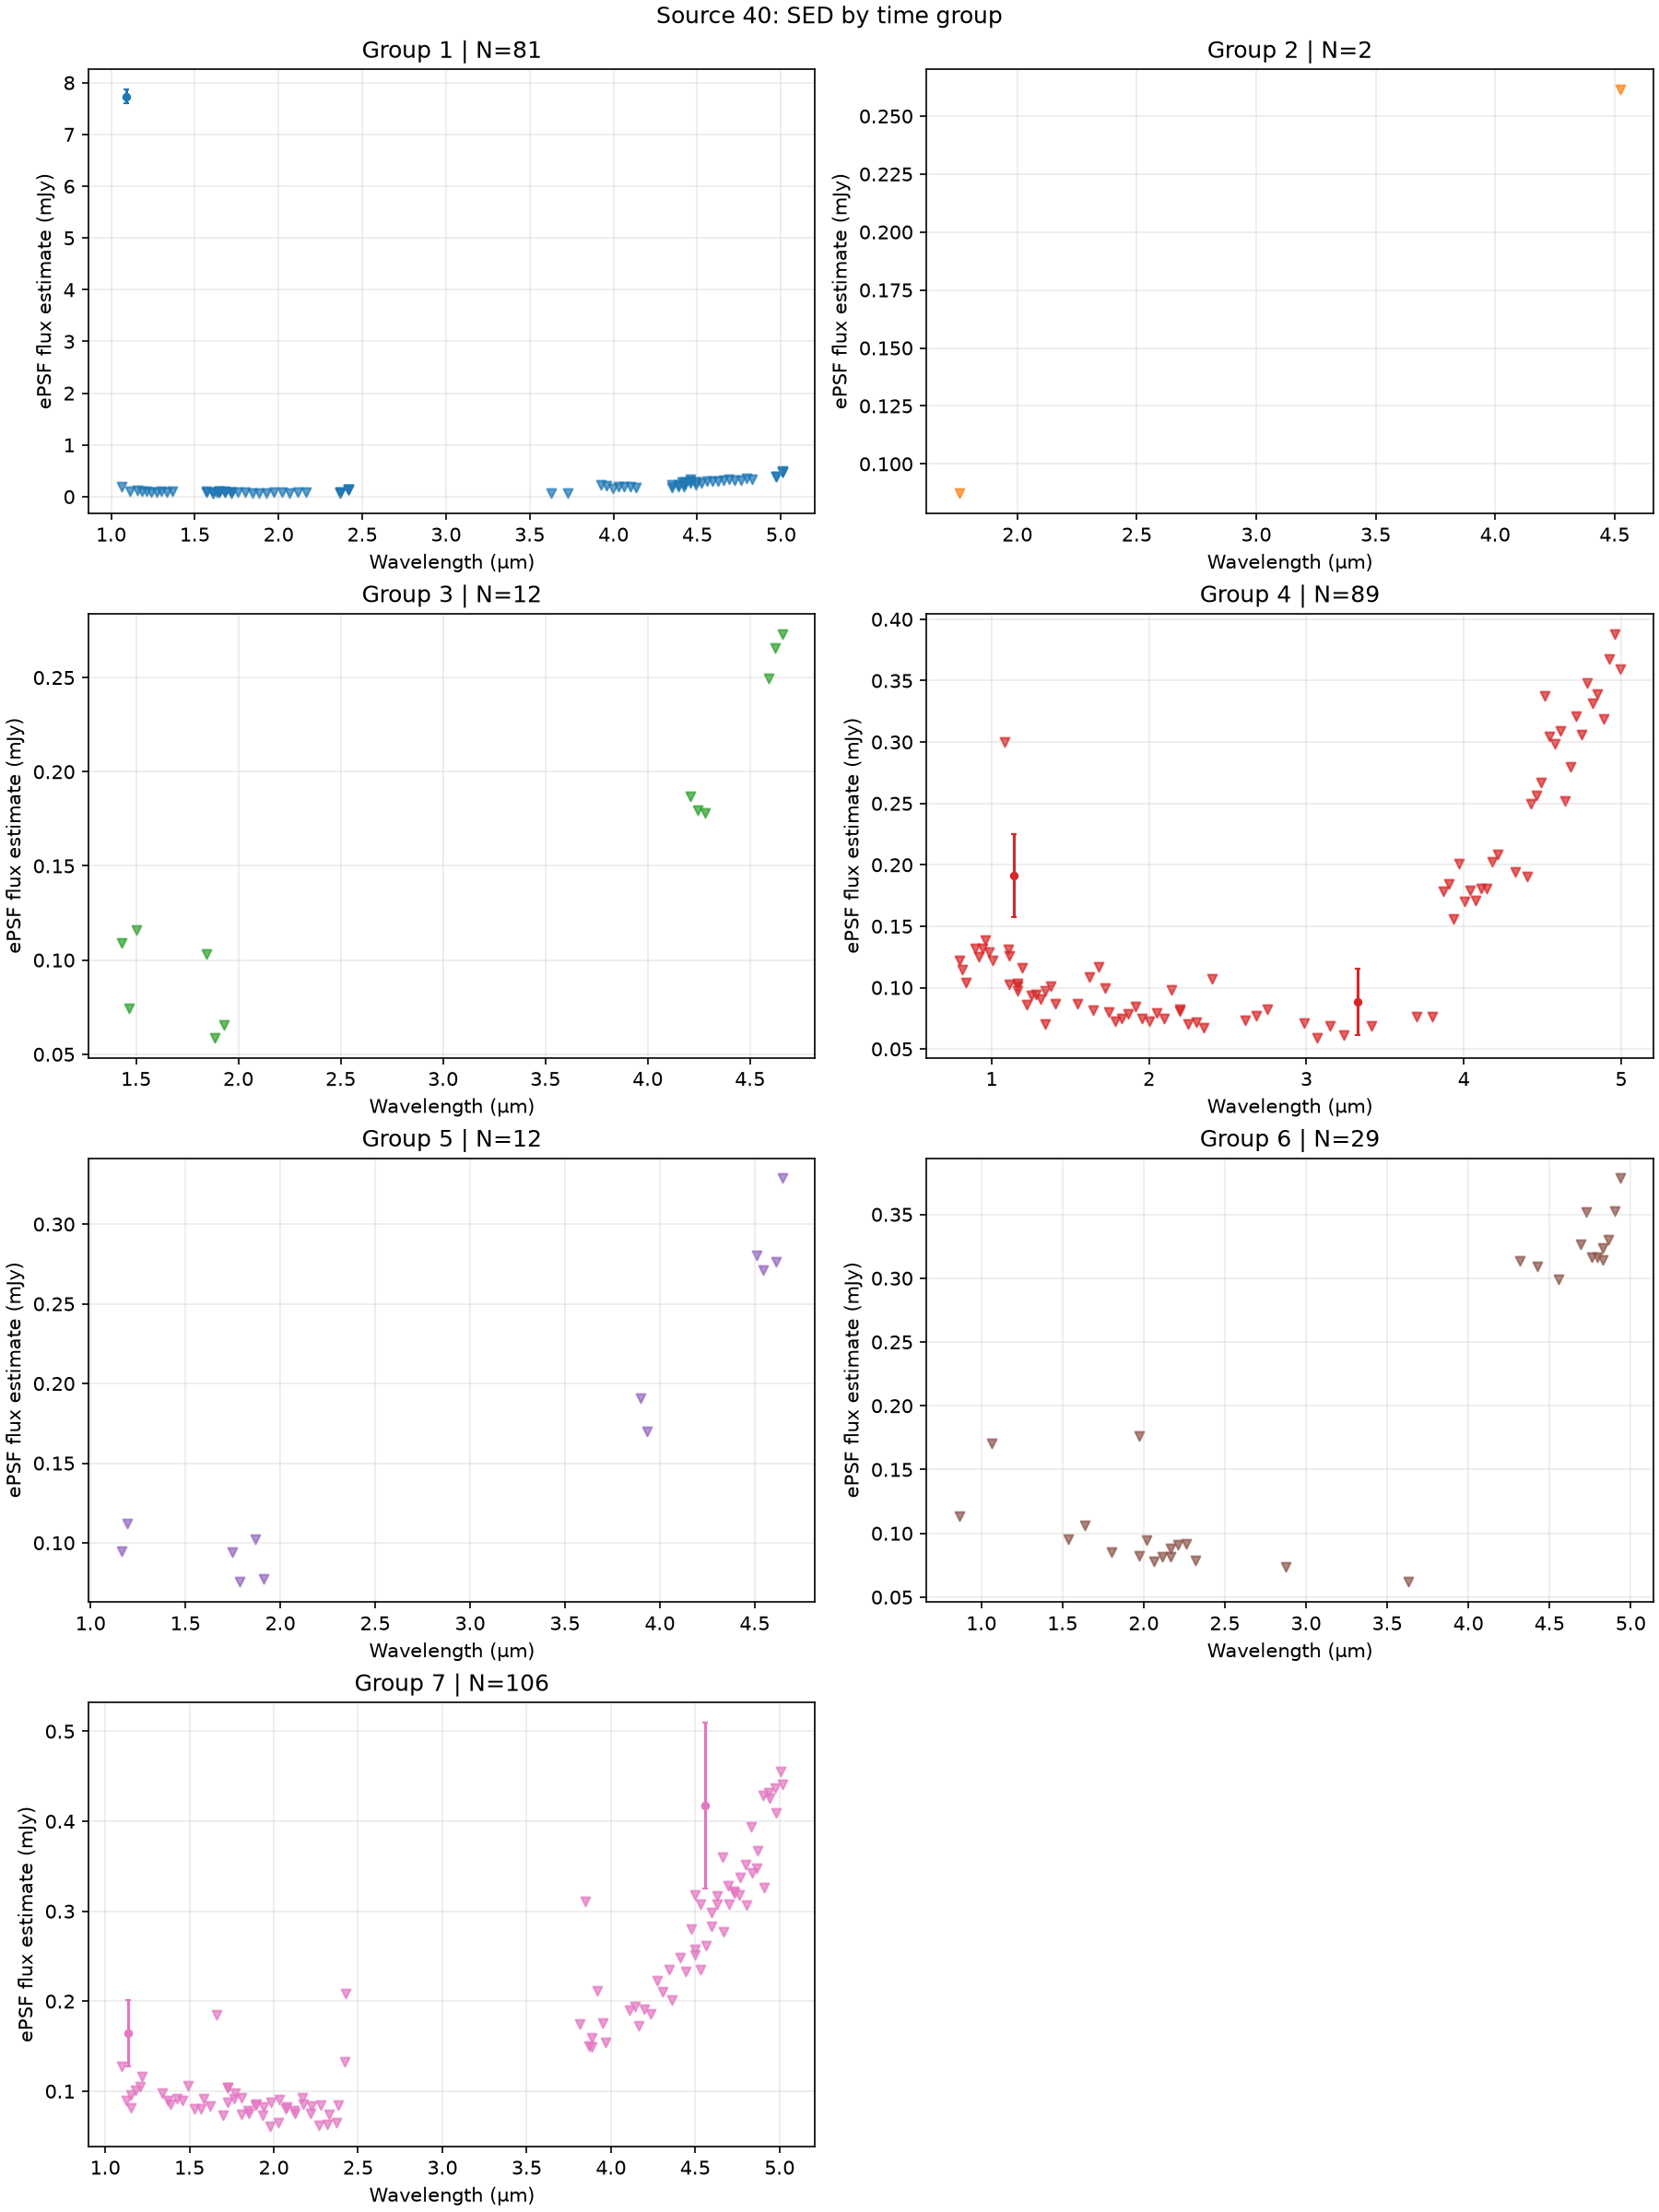 Source 40: SED by time group
Group 1 | N=81
8
7
6
5
4
3
2
1
0
ePSF flux estimate (mJy)
1.0 1.5 2.0 2.5 3.0 3.5 4.0 4.5 5.0
Wavelength (μm)
Group 2 | N=2
0.250
0.225
0.200
0.175
0.150
0.125
0.100
ePSF flux estimate (mJy)
2.0 2.5 3.0 3.5 4.0 4.5
Wavelength (μm)
Group 3 | N=12
0.25
0.20
0.15
0.10
0.05
ePSF flux estimate (mJy)
1.5 2.0 2.5 3.0 3.5 4.0 4.5
Wavelength (μm)
Group 4 | N=89
0.40
0.35
0.30
0.25
0.20
0.15
0.10
0.05
ePSF flux estimate (mJy)
1 2 3 4 5
Wavelength (μm)
Group 5 | N=12
0.30
0.25
0.20
0.15
0.10
ePSF flux estimate (mJy)
1.0 1.5 2.0 2.5 3.0 3.5 4.0 4.5
Wavelength (μm)
Group 6 | N=29
0.35
0.30
0.25
0.20
0.15
0.10
0.05
ePSF flux estimate (mJy)
1.0 1.5 2.0 2.5 3.0 3.5 4.0 4.5 5.0
Wavelength (μm)
Group 7 | N=106
0.5
0.4
0.3
0.2
0.1
ePSF flux estimate (mJy)
1.0 1.5 2.0 2.5 3.0 3.5 4.0 4.5 5.0
Wavelength (μm)